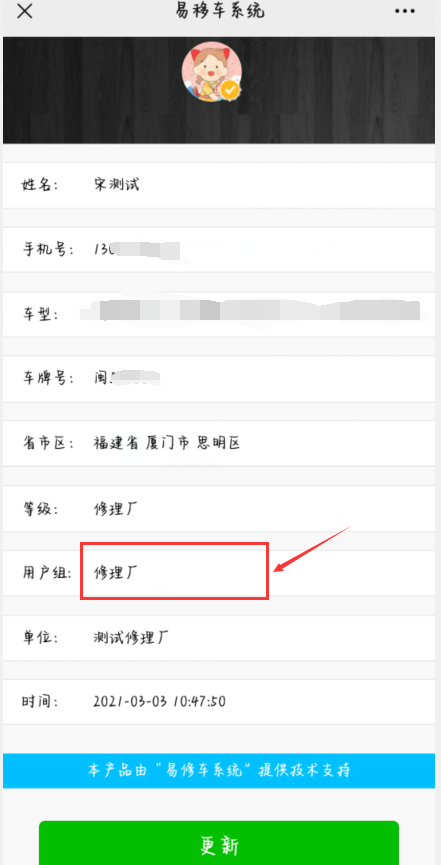 易移车系统
姓名: 宋测试
手机号: 130
车型:
车牌号: 闽
省市区: 福建省 厦门市 思明区
等级: 修理厂
用户组: 修理厂
单位: 测试修理厂
时间: 2021-03-03 10:47:50
本产品由“易修车系统”提供技术支持
更新